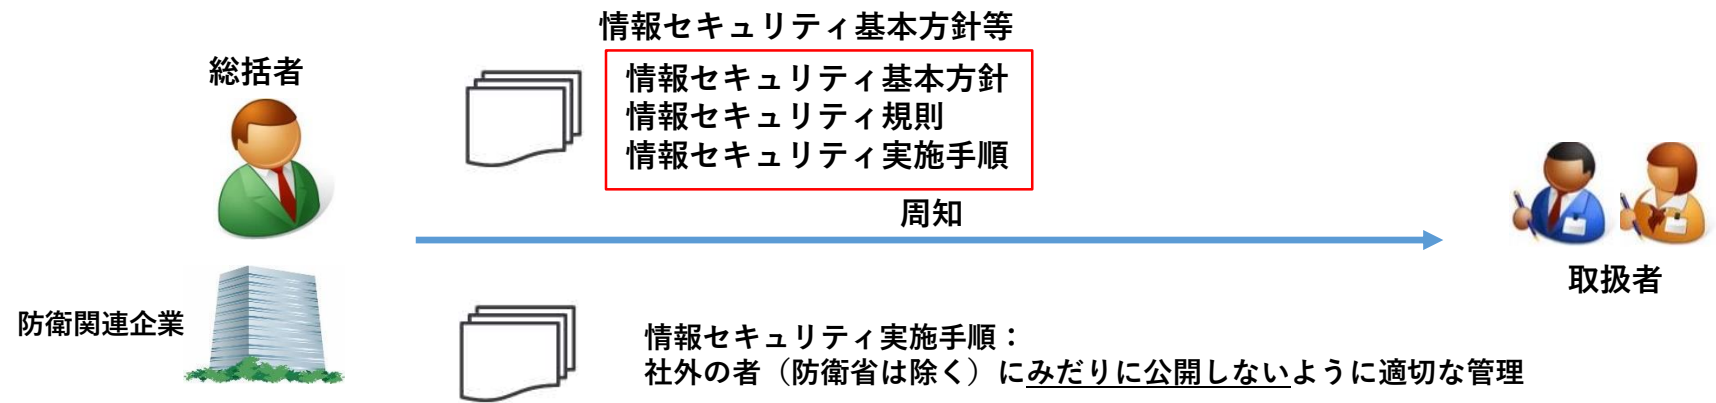 情報セキュリティ基本方針等
総括者
情報セキュリティ基本方針
情報セキュリティ規則
情報セキュリティ実施手順
周知
取扱者
防衛関連企業
情報セキュリティ実施手順：
社外の者（防衛省は除く）にみだりに公開しないように適切な管理